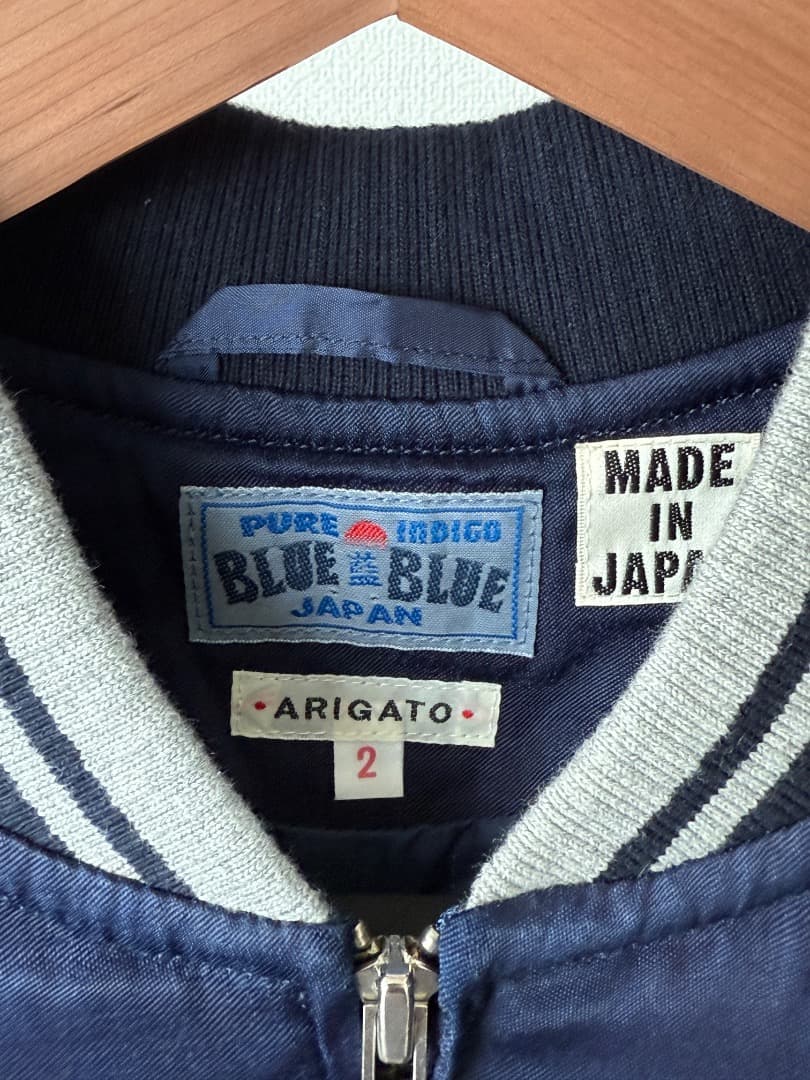 PURE INDIGO
BLUE 藍 BLUE
JAPAN
MADE
IN
JAPA
• ARIGATO •
2